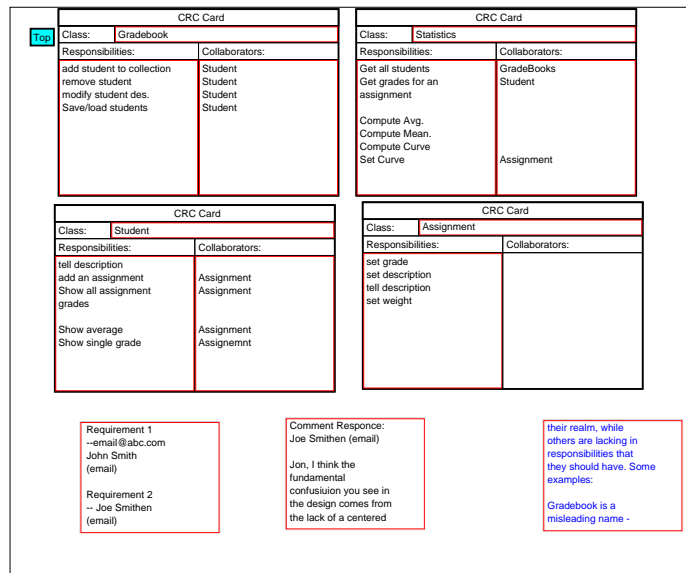 Top
CRC Card
Class: Gradebook
Responsibilities: Collaborators:
add student to collection Student
remove student Student
modify student des. Student
Save/load students Student
CRC Card
Class: Statistics
Responsibilities: Collaborators:
Get all students GradeBooks
Get grades for an Student
assignment
Compute Avg.
Compute Mean.
Compute Curve
Set Curve Assignment
CRC Card
Class: Student
Responsibilities: Collaborators:
tell description
add an assignment Assignment
Show all assignment Assignment
grades
Show average Assignment
Show single grade Assignemnt
CRC Card
Class: Assignment
Responsibilities: Collaborators:
set grade
set description
tell description
set weight
Requirement 1
--email@abc.com
John Smith
(email)
Requirement 2
-- Joe Smithen
(email)
Comment Responce:
Joe Smithen (email)
Jon, I think the
fundamental
confusiuion you see in
the design comes from
the lack of a centered
their realm, while
others are lacking in
responsibilities that
they should have. Some
examples:
Gradebook is a
misleading name -